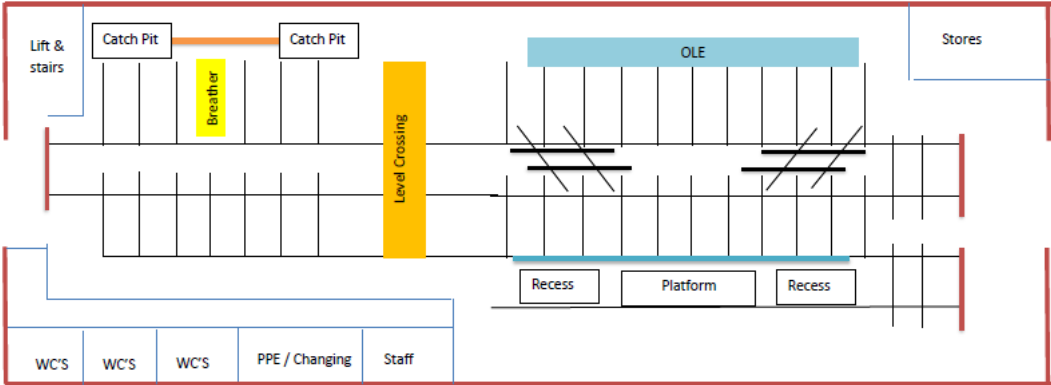 Lift &
stairs
Catch Pit
Catch Pit
OLE
Stores
Breather
Level Crossing
Recess
Platform
Recess
WC'S
WC'S
WC'S
PPE / Changing
Staff